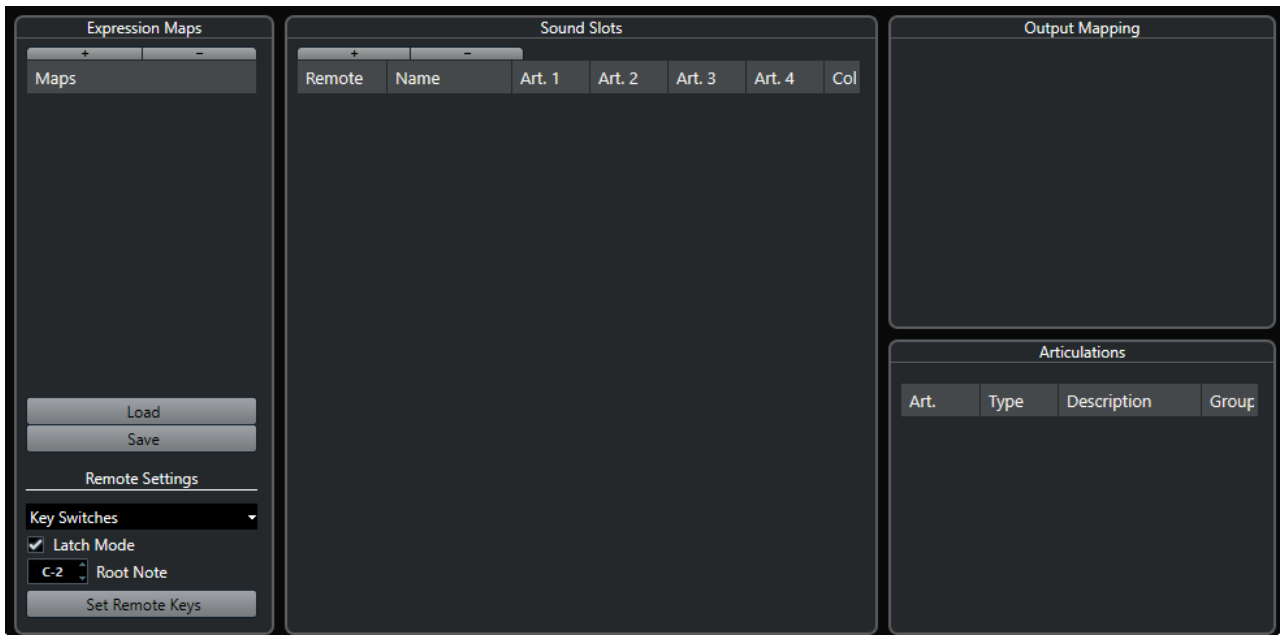 Expression Maps
+ −
Maps
Load
Save
Remote Settings
Key Switches
Latch Mode
C-2 Root Note
Set Remote Keys
Sound Slots
+ −
Remote Name Art. 1 Art. 2 Art. 3 Art. 4 Col
Output Mapping
Articulations
Art. Type Description Group